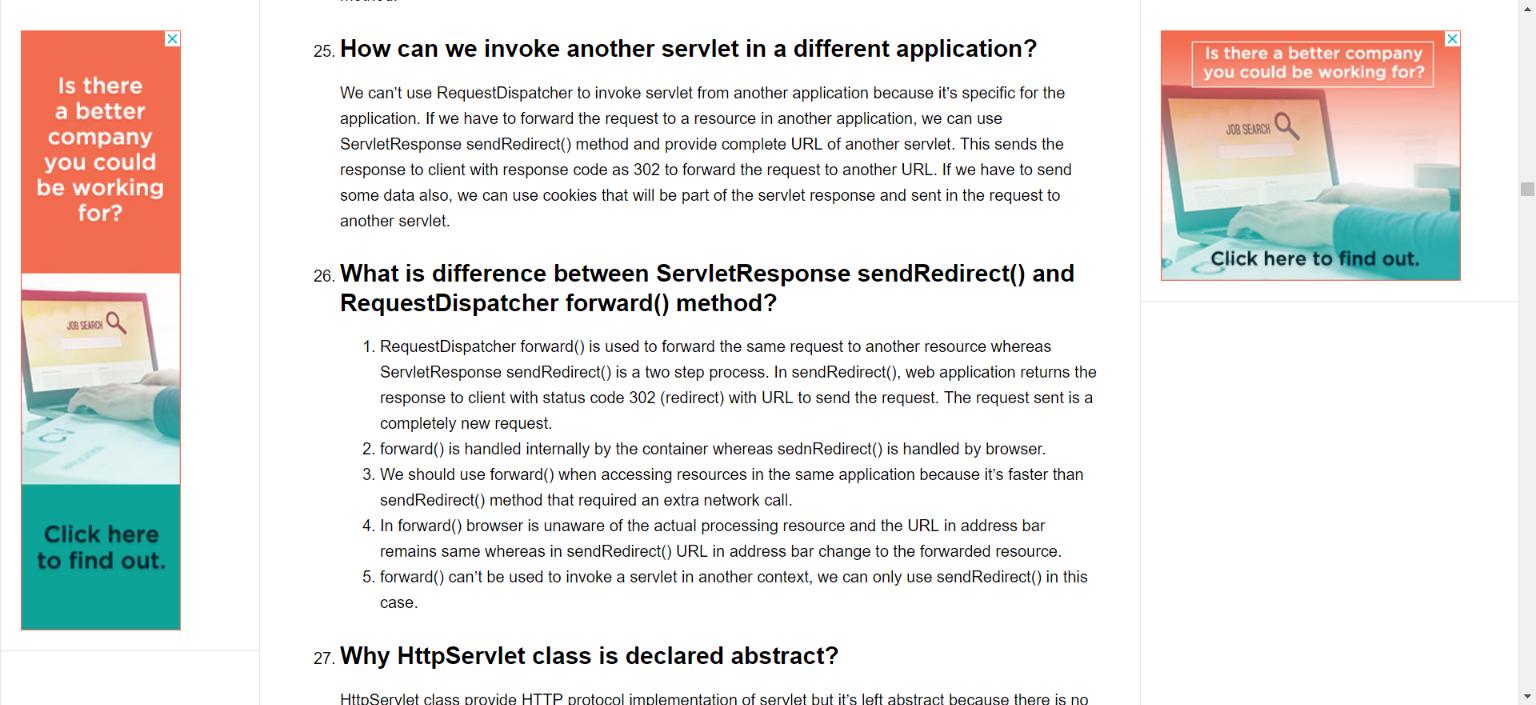 method.
25. How can we invoke another servlet in a different application?
We can’t use RequestDispatcher to invoke servlet from another application because it’s specific for the
application. If we have to forward the request to a resource in another application, we can use
ServletResponse sendRedirect() method and provide complete URL of another servlet. This sends the
response to client with response code as 302 to forward the request to another URL. If we have to send
some data also, we can use cookies that will be part of the servlet response and sent in the request to
another servlet.
26. What is difference between ServletResponse sendRedirect() and
RequestDispatcher forward() method?
1. RequestDispatcher forward() is used to forward the same request to another resource whereas
ServletResponse sendRedirect() is a two step process. In sendRedirect(), web application returns the
response to client with status code 302 (redirect) with URL to send the request. The request sent is a
completely new request.
2. forward() is handled internally by the container whereas sednRedirect() is handled by browser.
3. We should use forward() when accessing resources in the same application because it’s faster than
sendRedirect() method that required an extra network call.
4. In forward() browser is unaware of the actual processing resource and the URL in address bar
remains same whereas in sendRedirect() URL in address bar change to the forwarded resource.
5. forward() can’t be used to invoke a servlet in another context, we can only use sendRedirect() in this
case.
27. Why HttpServlet class is declared abstract?
HttpServlet class provide HTTP protocol implementation of servlet but it’s left abstract because there is no
Is there
a better
company
you could
be working
for?
JOB SEARCH
Click here
to find out.
Is there a better company
you could be working for?
JOB SEARCH
Click here to find out.